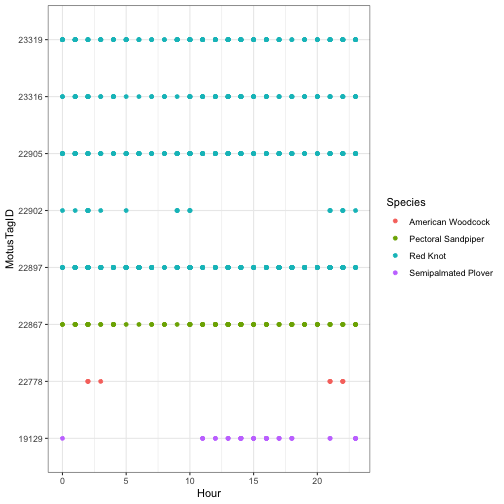 23319
23316
22905
22902
22897
22867
22778
19129
MotusTagID
0 5 10 15 20
Hour
Species
American Woodcock
Pectoral Sandpiper
Red Knot
Semipalmated Plover